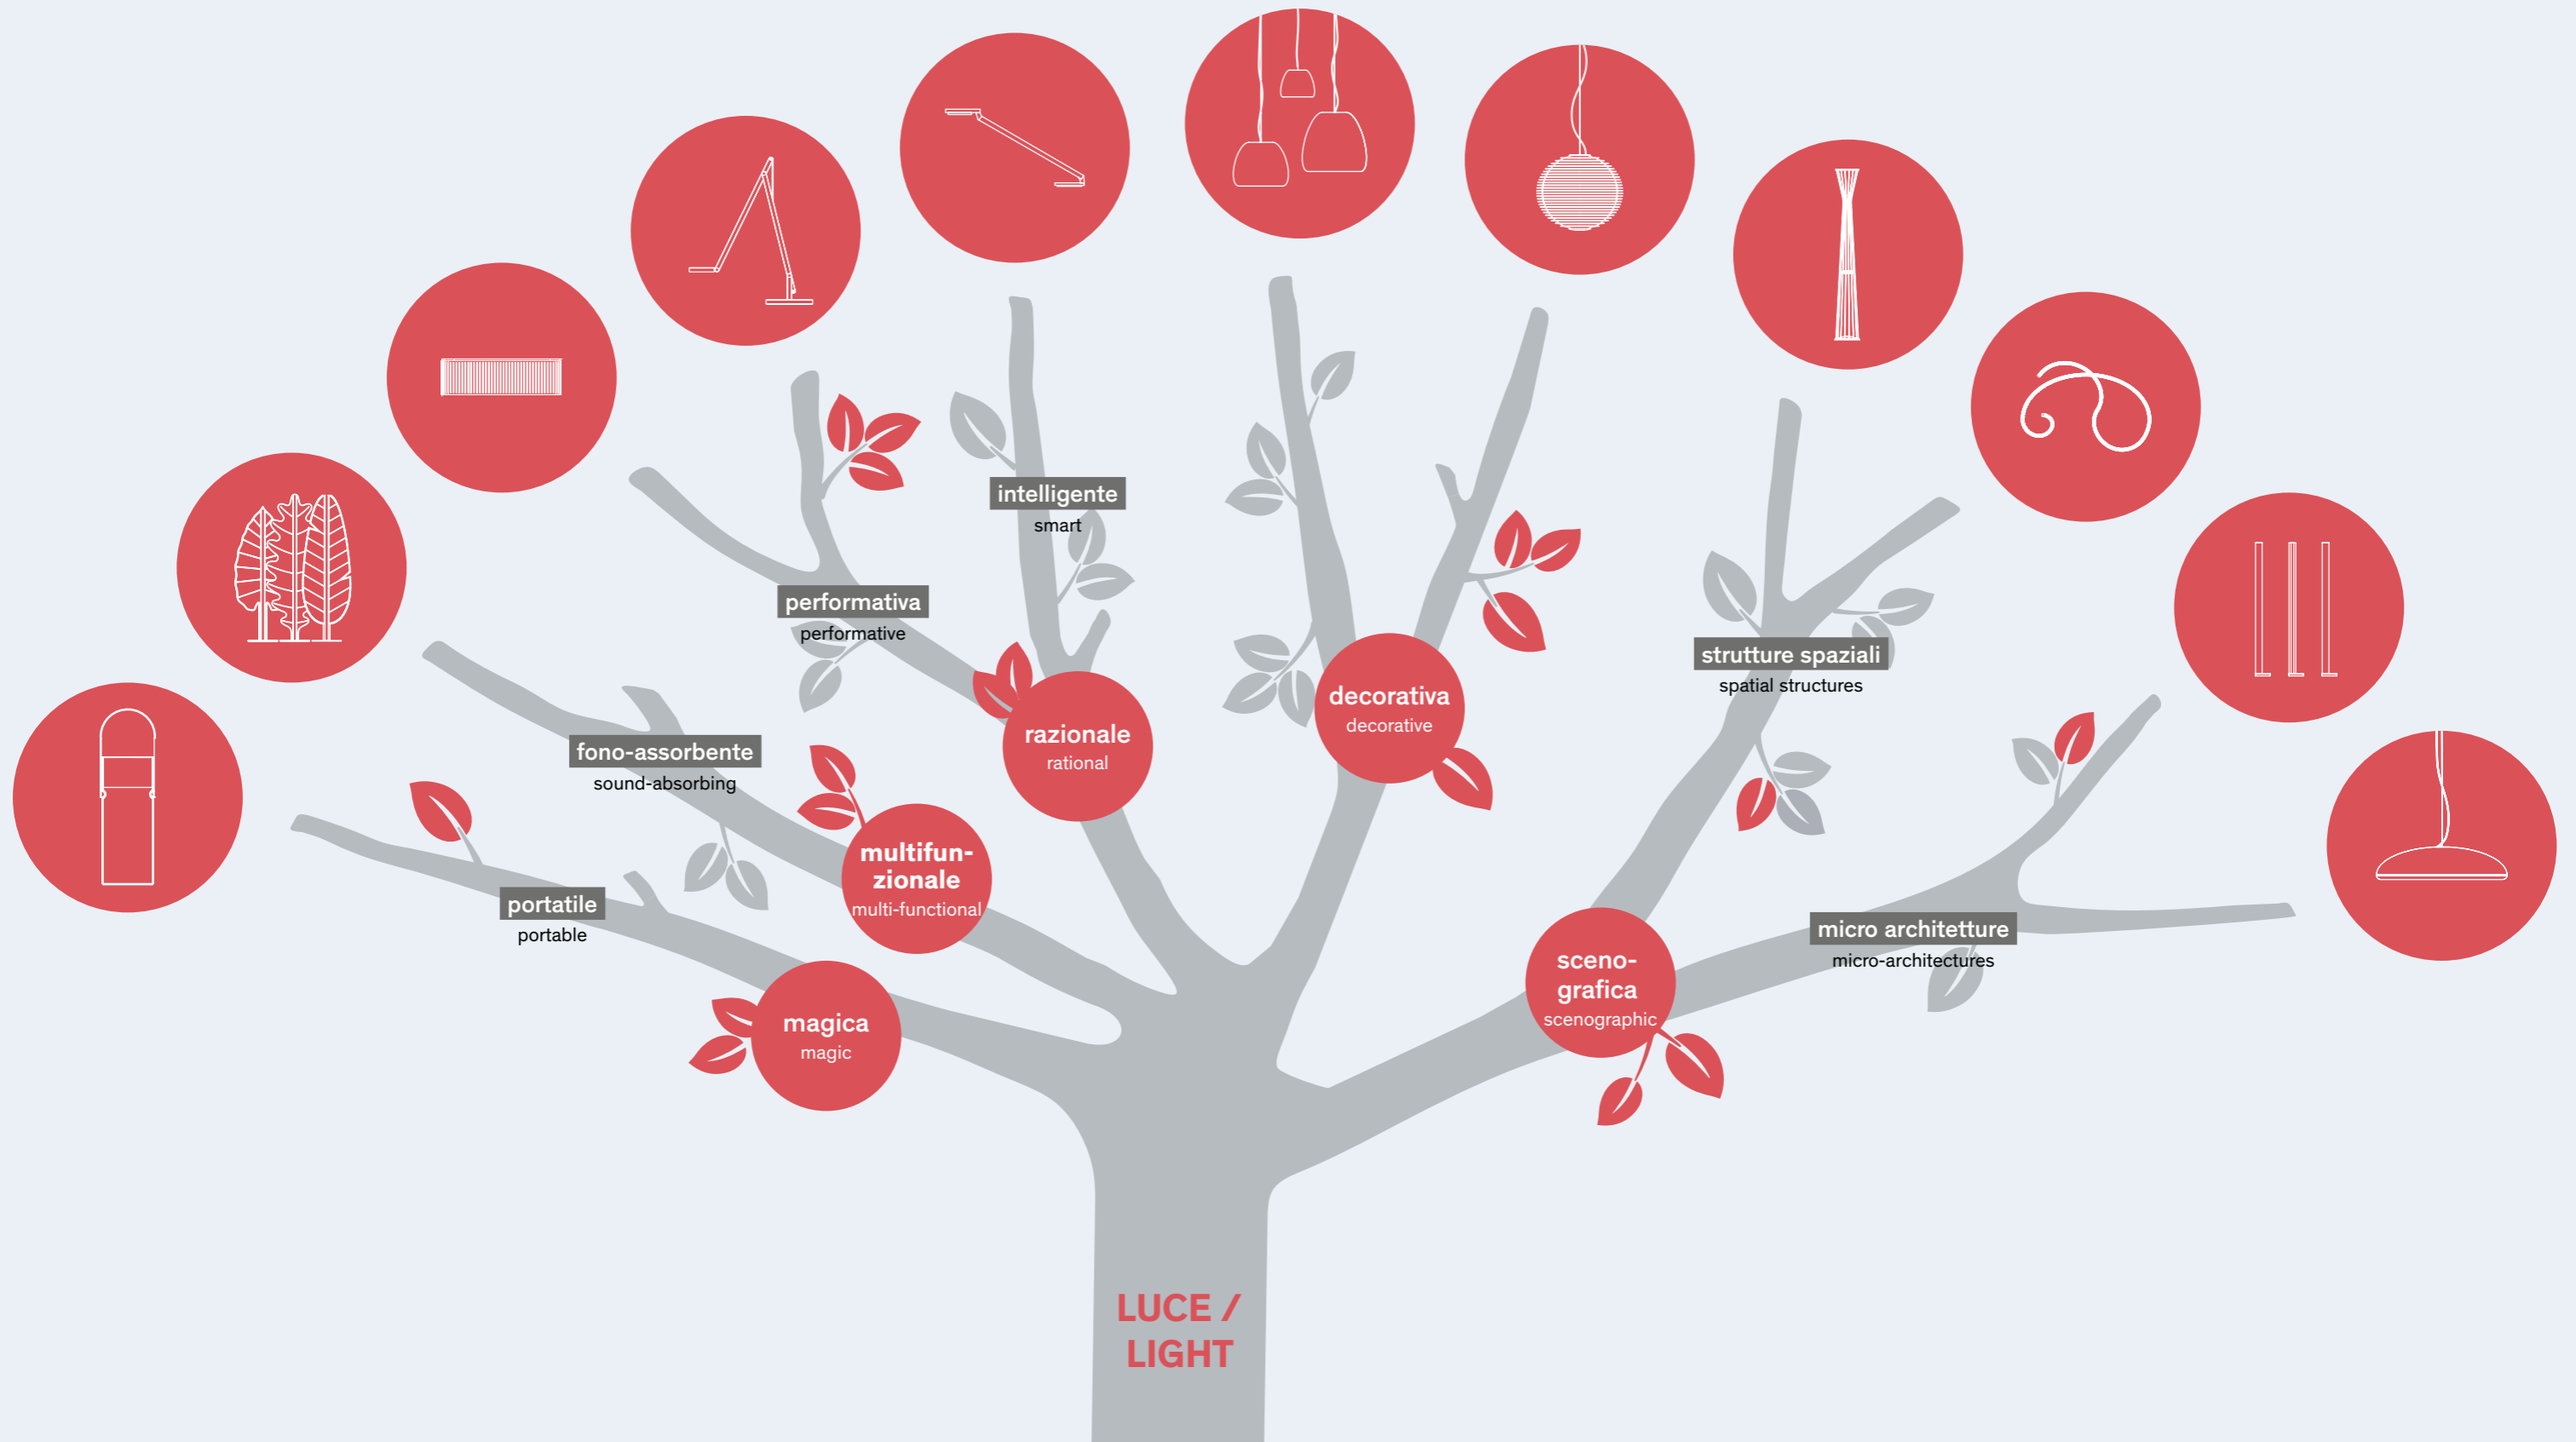 intelligente
smart
performativa
performative
strutture spaziali
spatial structures
decorativa
decorative
razionale
rational
fono-assorbente
sound-absorbing
multifun-
zionale
multi-functional
portatile
portable
micro architetture
micro-architectures
sceno-
grafica
scenographic
magica
magic
LUCE /
LIGHT